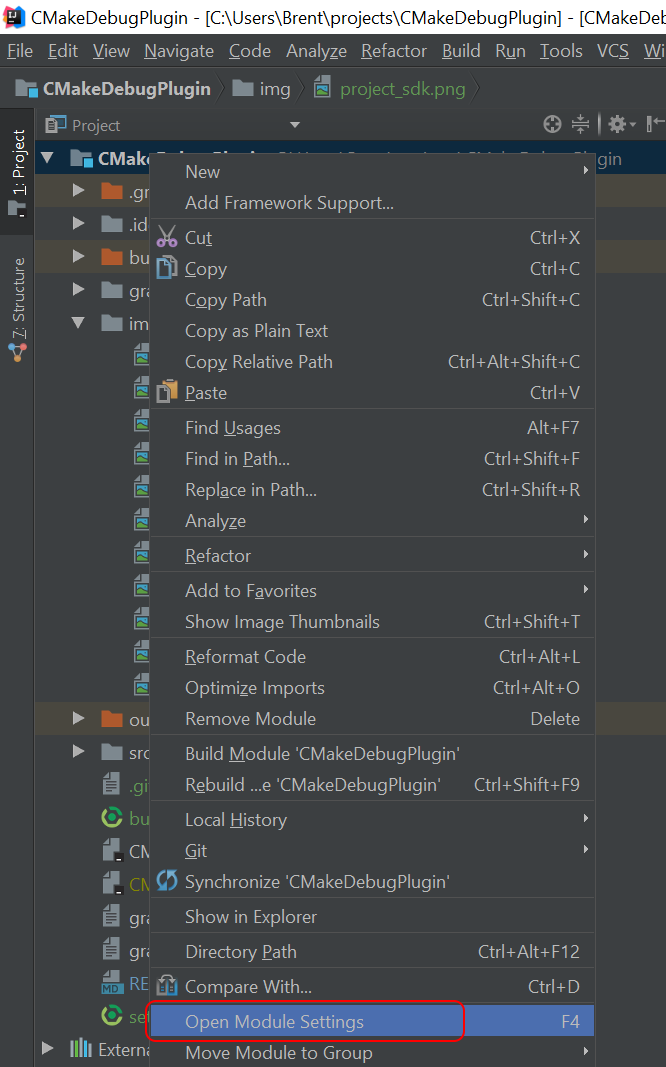 CMakeDebugPlugin - [C:\Users\Brent\projects\CMakeDebugPlugin] - [CMakeDeb
File Edit View Navigate Code Analyze Refactor Build Run Tools VCS Wi
CMakeDebugPlugin img project_sdk.png
Project
1: Project
7: Structure
CMak
Plugin
.gr
.id
bu
gra
im
ou
src
.gi
bu
CM
CM
gra
gra
MD RE
set
Externa
New
Add Framework Support...
Cut Ctrl+X
Copy Ctrl+C
Copy Path Ctrl+Shift+C
Copy as Plain Text
Copy Relative Path Ctrl+Alt+Shift+C
Paste Ctrl+V
Find Usages Alt+F7
Find in Path... Ctrl+Shift+F
Replace in Path... Ctrl+Shift+R
Analyze
Refactor
Add to Favorites
Show Image Thumbnails Ctrl+Shift+T
Reformat Code Ctrl+Alt+L
Optimize Imports Ctrl+Alt+O
Remove Module Delete
Build Module 'CMakeDebugPlugin'
Rebuild ...e 'CMakeDebugPlugin' Ctrl+Shift+F9
Local History
Git
Synchronize 'CMakeDebugPlugin'
Show in Explorer
Directory Path Ctrl+Alt+F12
Compare With... Ctrl+D
Open Module Settings F4
Move Module to Group